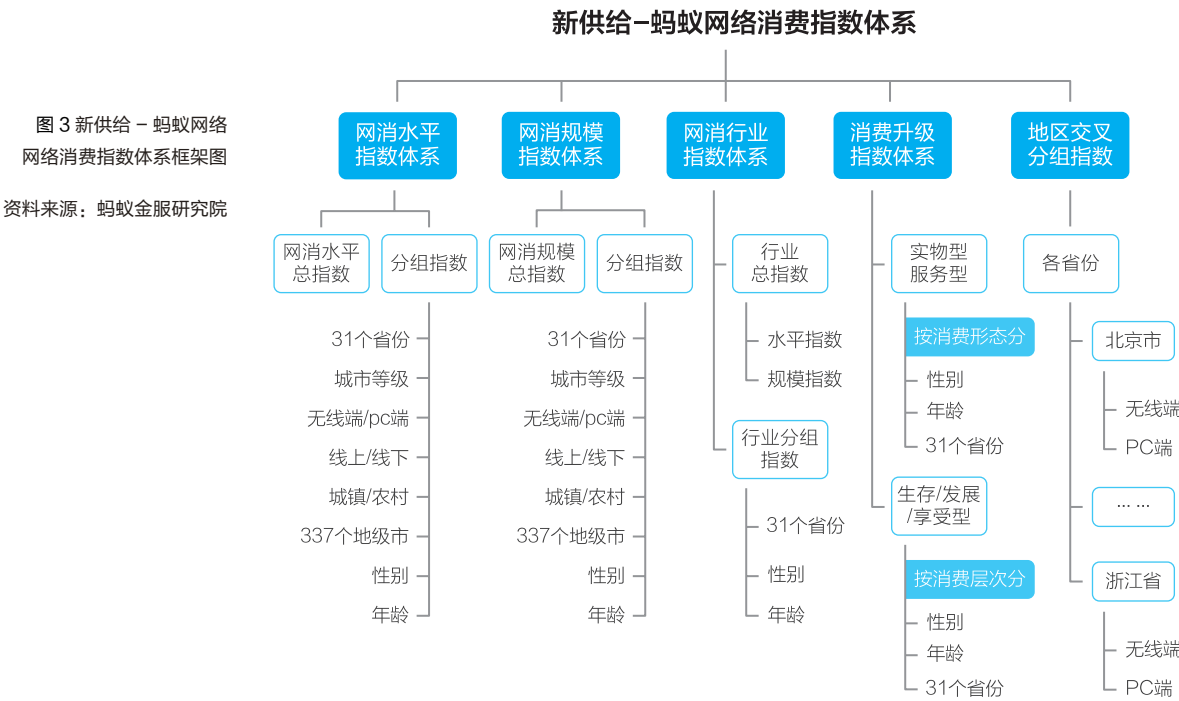 新供给-蚂蚁网络消费指数体系
图 3 新供给 – 蚂蚁网络
网络消费指数体系框架图
资料来源：蚂蚁金服研究院
网消水平
指数体系
网消水平
总指数
分组指数
31个省份
城市等级
无线端/pc端
线上/线下
城镇/农村
337个地级市
性别
年龄
网消规模
指数体系
网消规模
总指数
分组指数
31个省份
城市等级
无线端/pc端
线上/线下
城镇/农村
337个地级市
性别
年龄
网消行业
指数体系
行业
总指数
水平指数
规模指数
行业分组
指数
31个省份
性别
年龄
消费升级
指数体系
实物型
服务型
按消费形态分
性别
年龄
31个省份
生存/发展
/享受型
按消费层次分
性别
年龄
31个省份
地区交叉
分组指数
各省份
北京市
无线端
PC端
... ...
浙江省
无线端
PC端